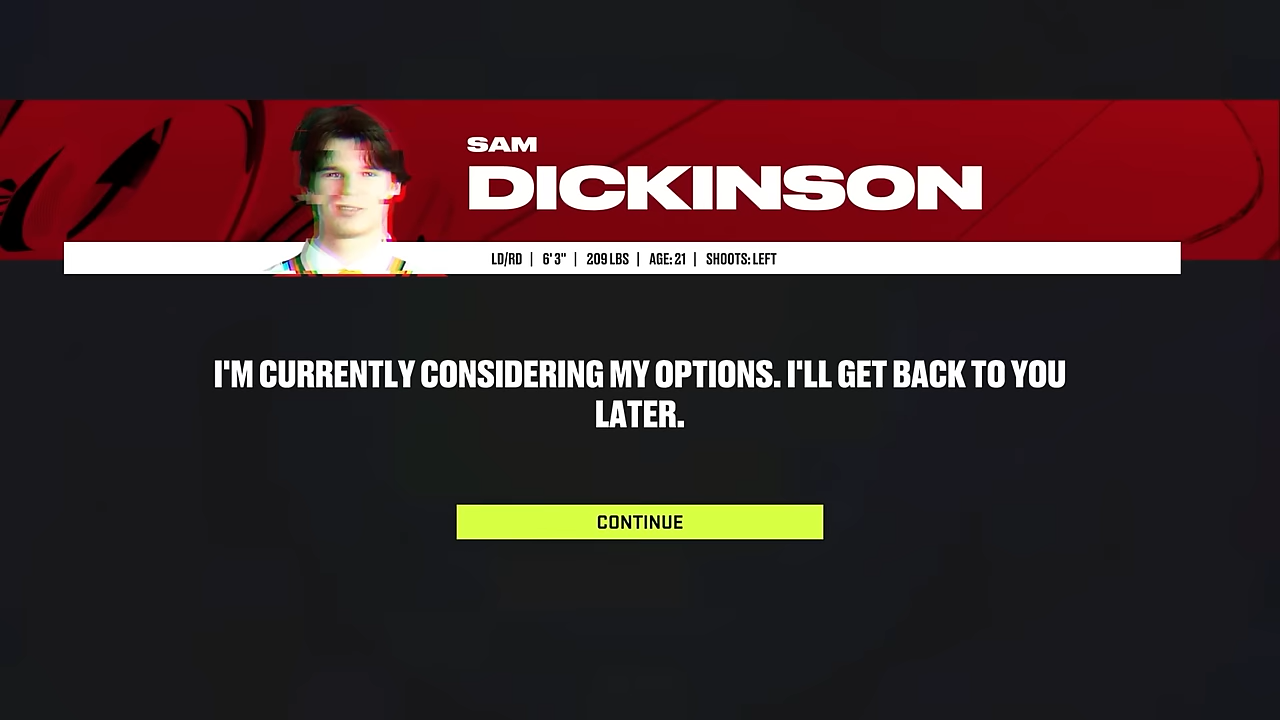 SAM
DICKINSON
LD/RD | 6' 3" | 209 LBS | AGE: 21 | SHOOTS: LEFT
I'M CURRENTLY CONSIDERING MY OPTIONS. I'LL GET BACK TO YOU
LATER.
CONTINUE